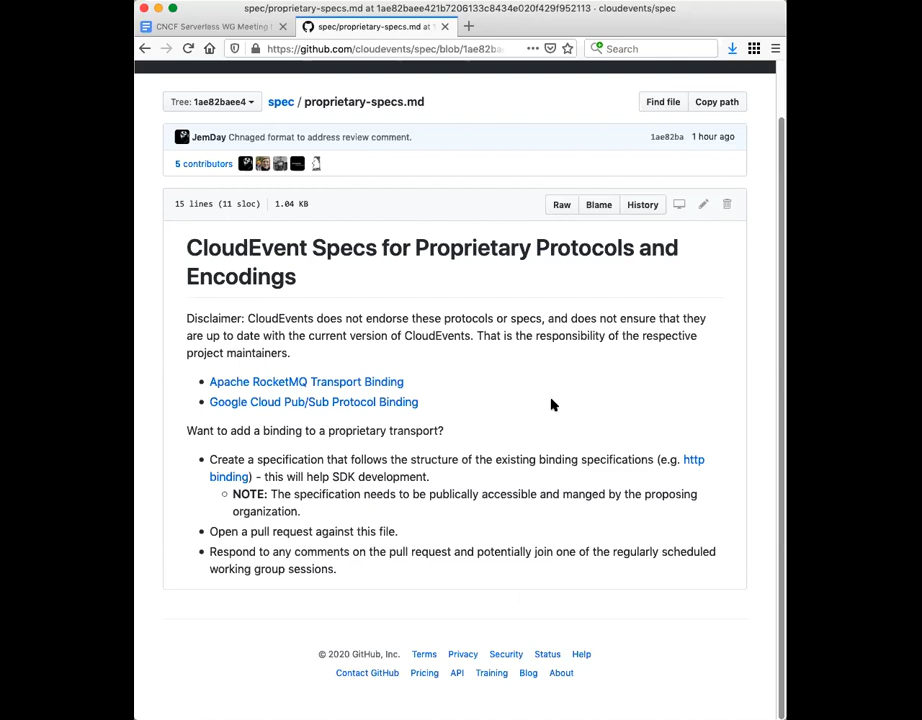 spec/proprietary-specs.md at 1ae82baee421b7206133c8434e020f429f952113 · cloudevents/spec
CNCF Serverless WG Meeting
spec/proprietary-specs.md at 1
https://github.com/cloudevents/spec/blob/1ae82ba
Search
Tree: 1ae82baee4
spec / proprietary-specs.md
Find file
Copy path
JemDay Chnaged format to address review comment.
1ae82ba 1 hour ago
5 contributors
15 lines (11 sloc) 1.04 KB
Raw
Blame
History
CloudEvent Specs for Proprietary Protocols and
Encodings
Disclaimer: CloudEvents does not endorse these protocols or specs, and does not ensure that they
are up to date with the current version of CloudEvents. That is the responsibility of the respective
project maintainers.
• Apache RocketMQ Transport Binding
• Google Cloud Pub/Sub Protocol Binding
Want to add a binding to a proprietary transport?
• Create a specification that follows the structure of the existing binding specifications (e.g. http
binding) - this will help SDK development.
○ NOTE: The specification needs to be publically accessible and manged by the proposing
organization.
• Open a pull request against this file.
• Respond to any comments on the pull request and potentially join one of the regularly scheduled
working group sessions.
© 2020 GitHub, Inc. Terms Privacy Security Status Help
Contact GitHub Pricing API Training Blog About